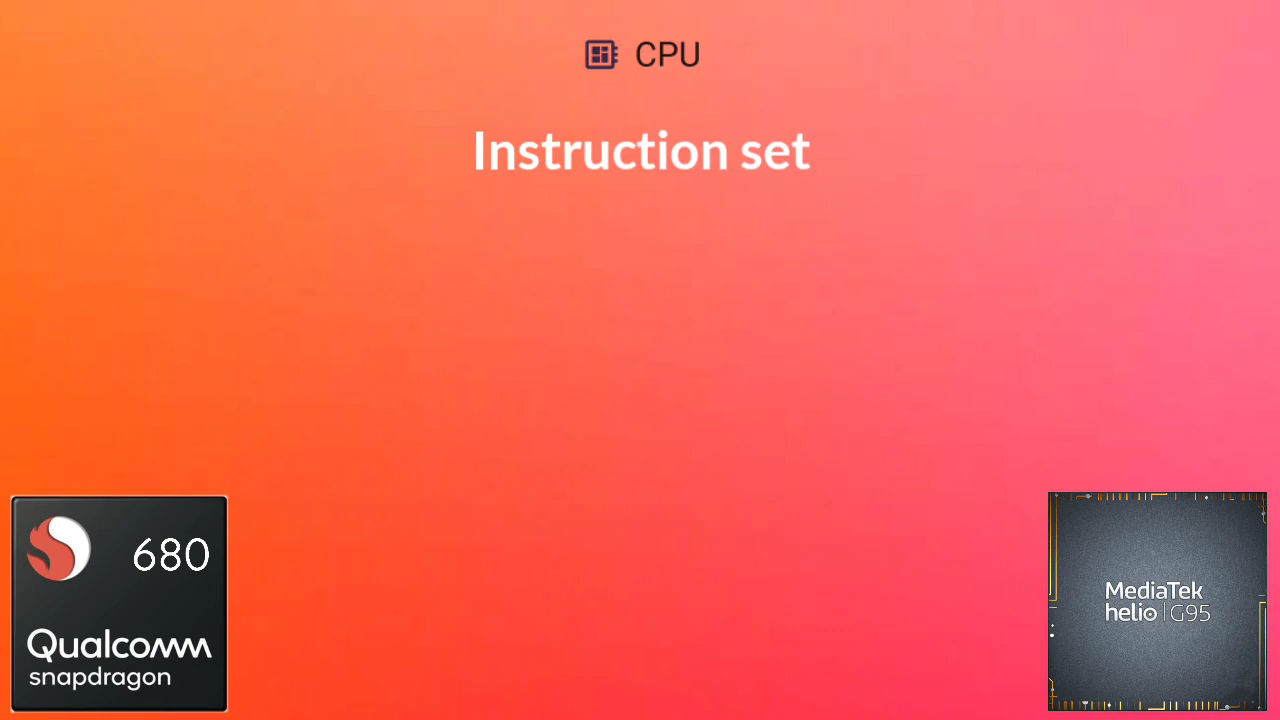 CPU
Instruction set
680
Qualcomm
snapdragon
MediaTek
helio | G95